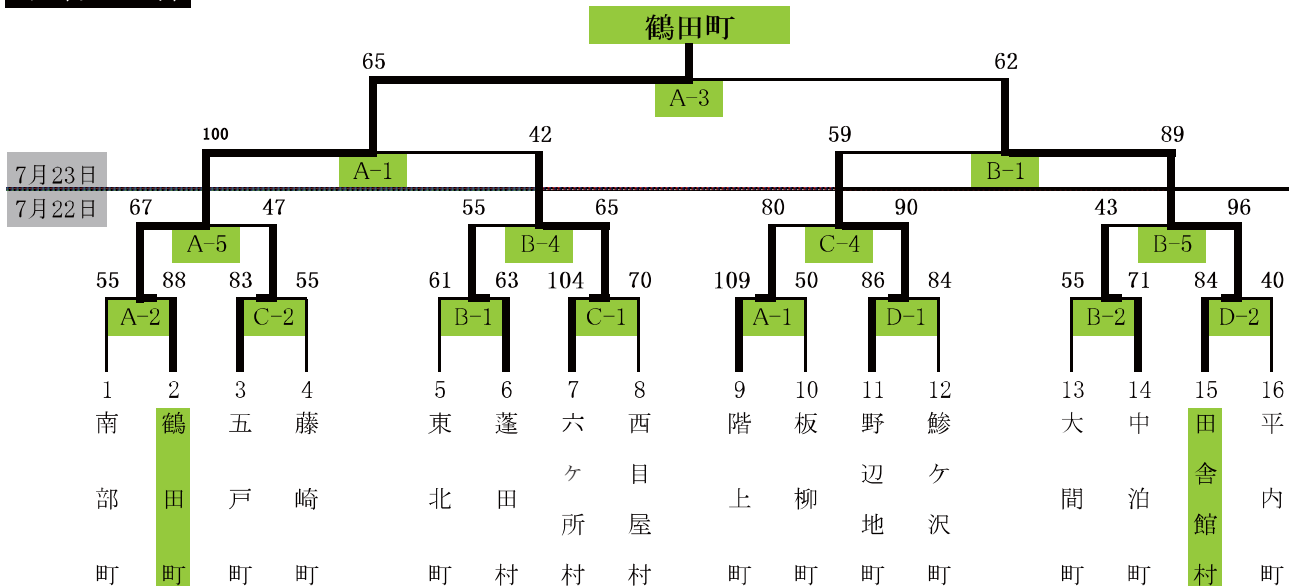 鶴田町
65 62
A-3
100 42 59 89
A-1 B-1
7月23日
7月22日
67 47 55 65 80 90 43 96
A-5 B-4 C-4 B-5
55 88 83 55 61 63 104 70 109 50 86 84 55 71 84 40
A-2 C-2 B-1 C-1 A-1 D-1 B-2 D-2
1 2 3 4 5 6 7 8 9 10 11 12 13 14 15 16
南部町
鶴田町
五戸町
藤崎町
東北町
蓬田村
六ケ所村
西目屋村
階上町
板柳町
野辺地町
鯵ケ沢町
大間町
中泊町
田舎館村
平内町